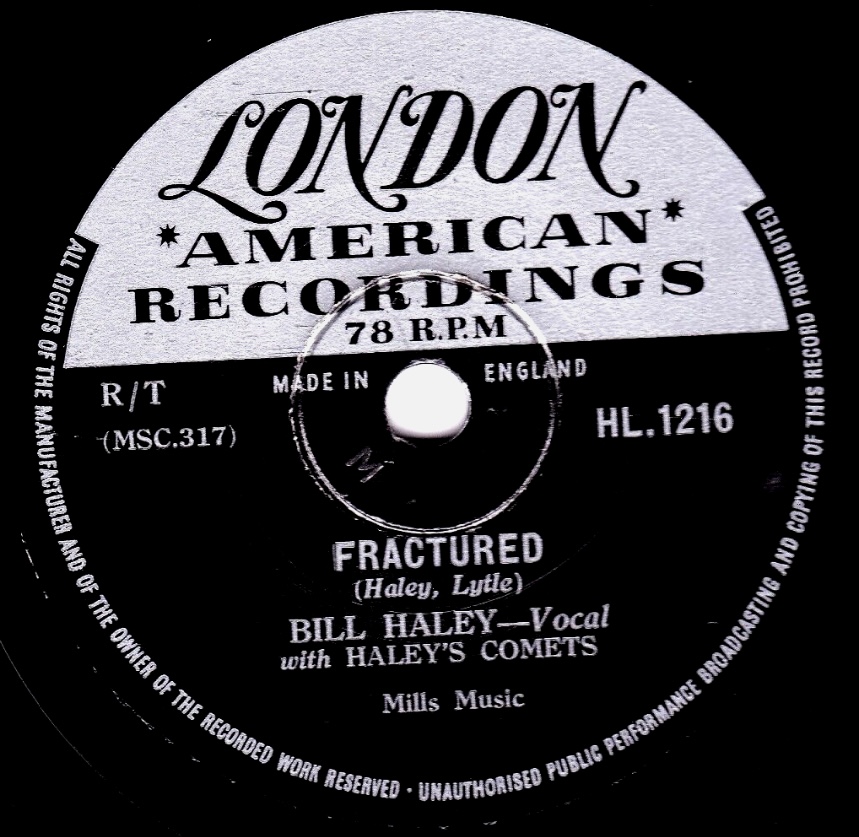 LONDON
*AMERICAN*
RECORDINGS
78 R.P.M
MADE IN ENGLAND
R/T
(MSC.317)
HL.1216
FRACTURED
(Haley, Lytle)
BILL HALEY—Vocal
with HALEY'S COMETS
Mills Music
ALL RIGHTS OF THE MANUFACTURER AND OF THE OWNER OF THE RECORDED WORK RESERVED · UNAUTHORISED PUBLIC PERFORMANCE BROADCASTING AND COPYING OF THIS RECORD PROHIBITED